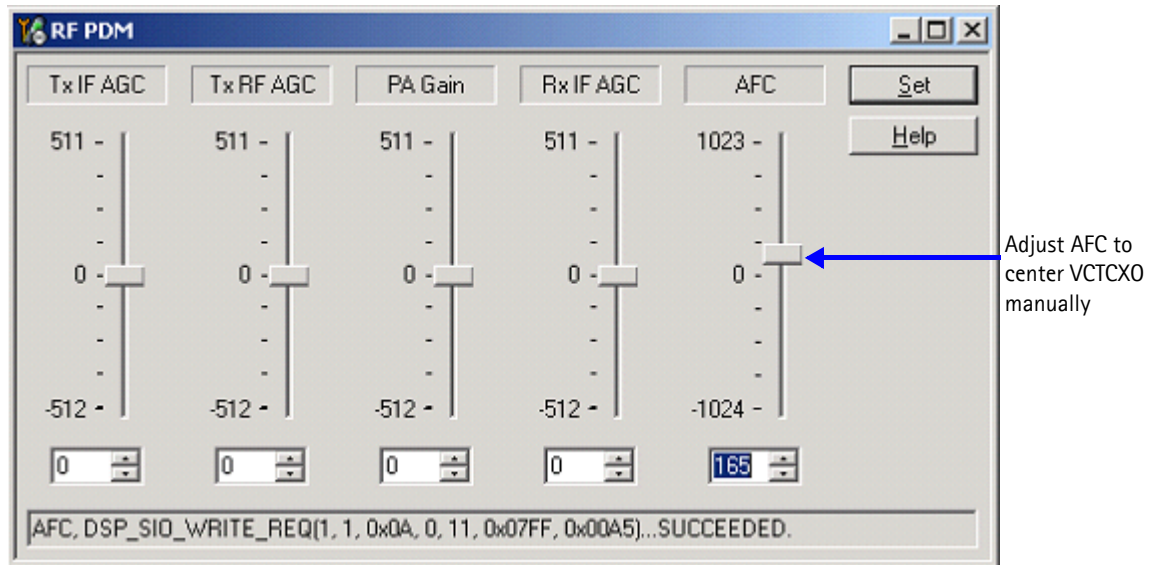 RF PDM
Tx IF AGC Tx RF AGC PA Gain Rx IF AGC AFC Set
Help
511 - 511 - 511 - 511 - 1023 -
0 - 0 - 0 - 0 - 0 -
Adjust AFC to
center VCTCXO
manually
-512 - -512 - -512 - -512 - -1024 -
0 0 0 0 165
AFC, DSP_SIO_WRITE_REQ(1, 1, 0x0A, 0, 11, 0x07FF, 0x00A5)...SUCCEEDED.